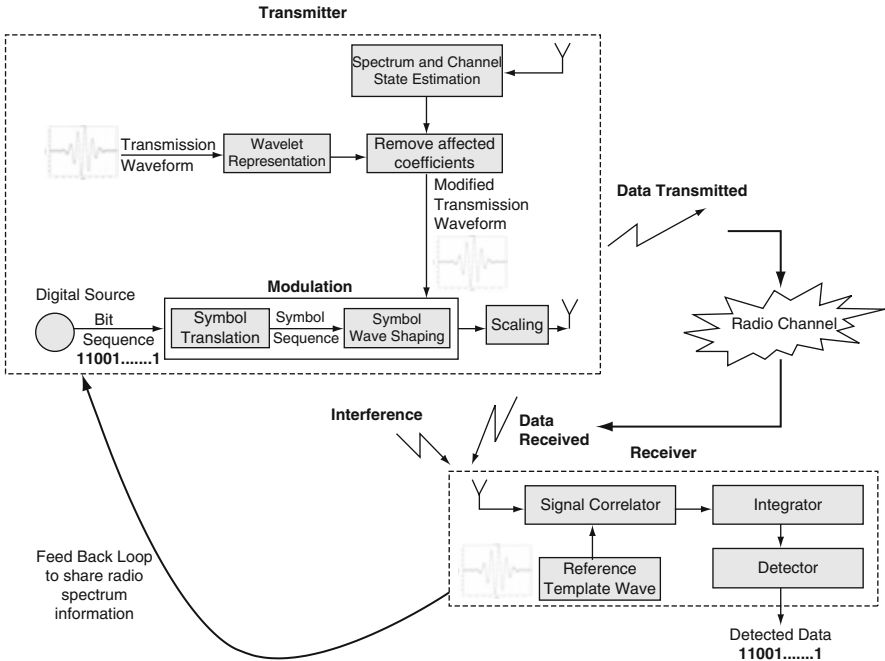 Transmitter
Spectrum and Channel
State Estimation
Transmission
Waveform
Wavelet
Representation
Remove affected
coefficients
Modified
Transmission
Waveform
Data Transmitted
Modulation
Digital Source
Bit
Sequence
11001.......1
Symbol
Translation
Symbol
Sequence
Symbol
Wave Shaping
Scaling
Radio Channel
Interference
Data
Received
Receiver
Signal Correlator
Integrator
Reference
Template Wave
Detector
Feed Back Loop
to share radio
spectrum
information
Detected Data
11001.......1